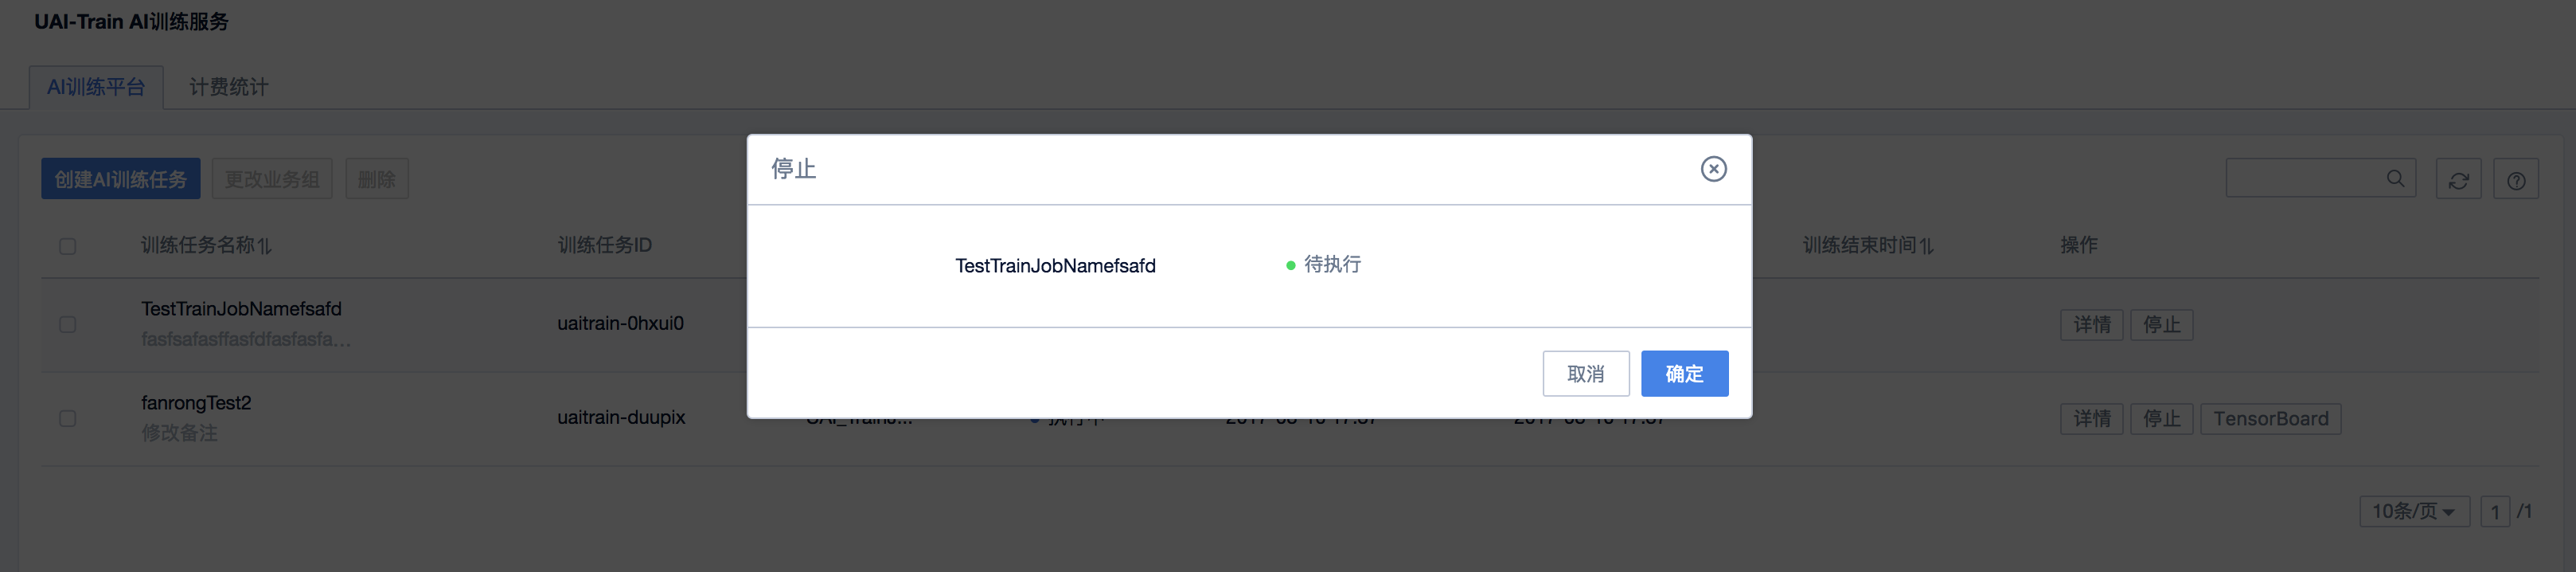 UAI-Train AI训练服务
AI训练平台 计费统计
停止
创建AI训练任务 更改业务组 删除
训练任务名称 训练任务ID 训练结束时间 操作
TestTrainJobNamefsafd 待执行
TestTrainJobNamefsafd
fasfsafasffasfdfasfasfa...
uaitrain-0hxui0 详情 停止
取消 确定
fanrongTest2
修改备注
uaitrain-duupix 详情 停止 TensorBoard
10条/页 1 /1